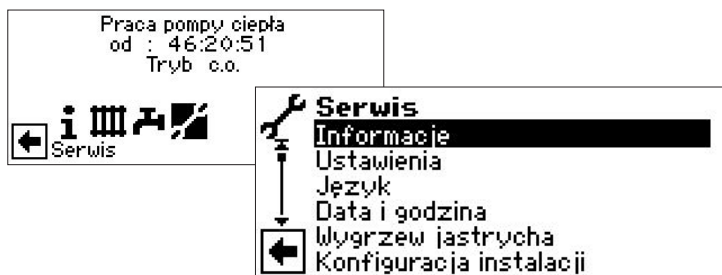 Praca pompy ciepła
od : 46:20:51
Tryb c.o.
Serwis
Serwis
Informacje
Ustawienia
Język
Data i godzina
Wygrzew jastrycha
Konfiguracja instalacji